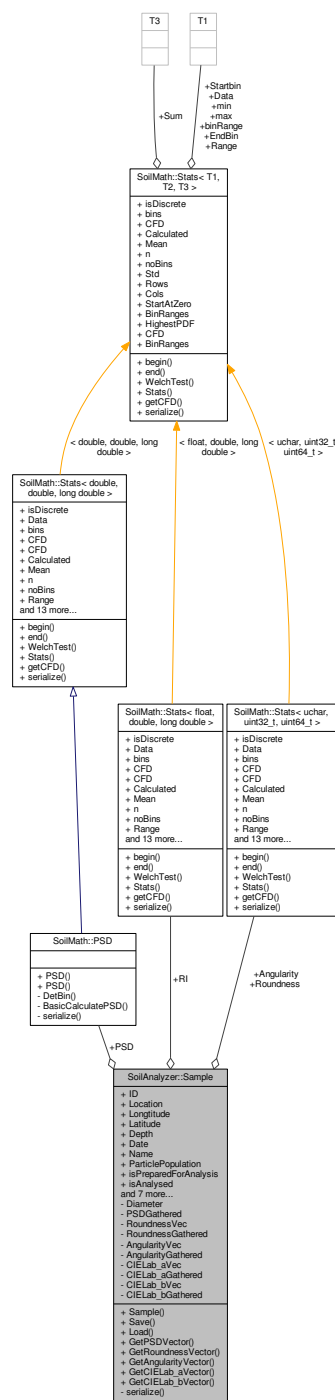 T3
T1
+Sum
+Startbin
+Data
+min
+max
+binRange
+EndBin
+Range
SoilMath::Stats< T1,
T2, T3 >
+ isDiscrete
+ bins
+ CFD
+ Calculated
+ Mean
+ n
+ noBins
+ Std
+ Rows
+ Cols
+ StartAtZero
+ BinRanges
+ HighestPDF
+ CFD
+ BinRanges
+ begin()
+ end()
+ WelchTest()
+ Stats()
+ getCFD()
+ serialize()
< double, double, long
double >
< float, double, long
double >
< uchar, uint32_t,
uint64_t >
SoilMath::Stats< double,
double, long double >
+ isDiscrete
+ Data
+ bins
+ CFD
+ CFD
+ Calculated
+ Mean
+ n
+ noBins
+ Range
and 13 more...
+ begin()
+ end()
+ WelchTest()
+ Stats()
+ getCFD()
+ serialize()
SoilMath::Stats< float,
double, long double >
+ isDiscrete
+ Data
+ bins
+ CFD
+ CFD
+ Calculated
+ Mean
+ n
+ noBins
+ Range
and 13 more...
+ begin()
+ end()
+ WelchTest()
+ Stats()
+ getCFD()
+ serialize()
SoilMath::Stats< uchar,
uint32_t, uint64_t >
+ isDiscrete
+ Data
+ bins
+ CFD
+ CFD
+ Calculated
+ Mean
+ n
+ noBins
+ Range
and 13 more...
+ begin()
+ end()
+ WelchTest()
+ Stats()
+ getCFD()
+ serialize()
SoilMath::PSD
+ PSD()
+ PSD()
- DetBin()
- BasicCalculatePSD()
- serialize()
+PSD
+RI
+Angularity
+Roundness
SoilAnalyzer::Sample
+ ID
+ Location
+ Longtitude
+ Latitude
+ Depth
+ Date
+ Name
+ ParticlePopulation
+ isPreparedForAnalysis
+ isAnalysed
and 7 more...
- Diameter
- PSDGathered
- RoundnessVec
- RoundnessGathered
- AngularityVec
- AngularityGathered
- CIELab_aVec
- CIELab_aGathered
- CIELab_bVec
- CIELab_bGathered
+ Sample()
+ Save()
+ Load()
+ GetPSDVector()
+ GetRoundnessVector()
+ GetAngularityVector()
+ GetCIELab_aVector()
+ GetCIELab_bVector()
- serialize()